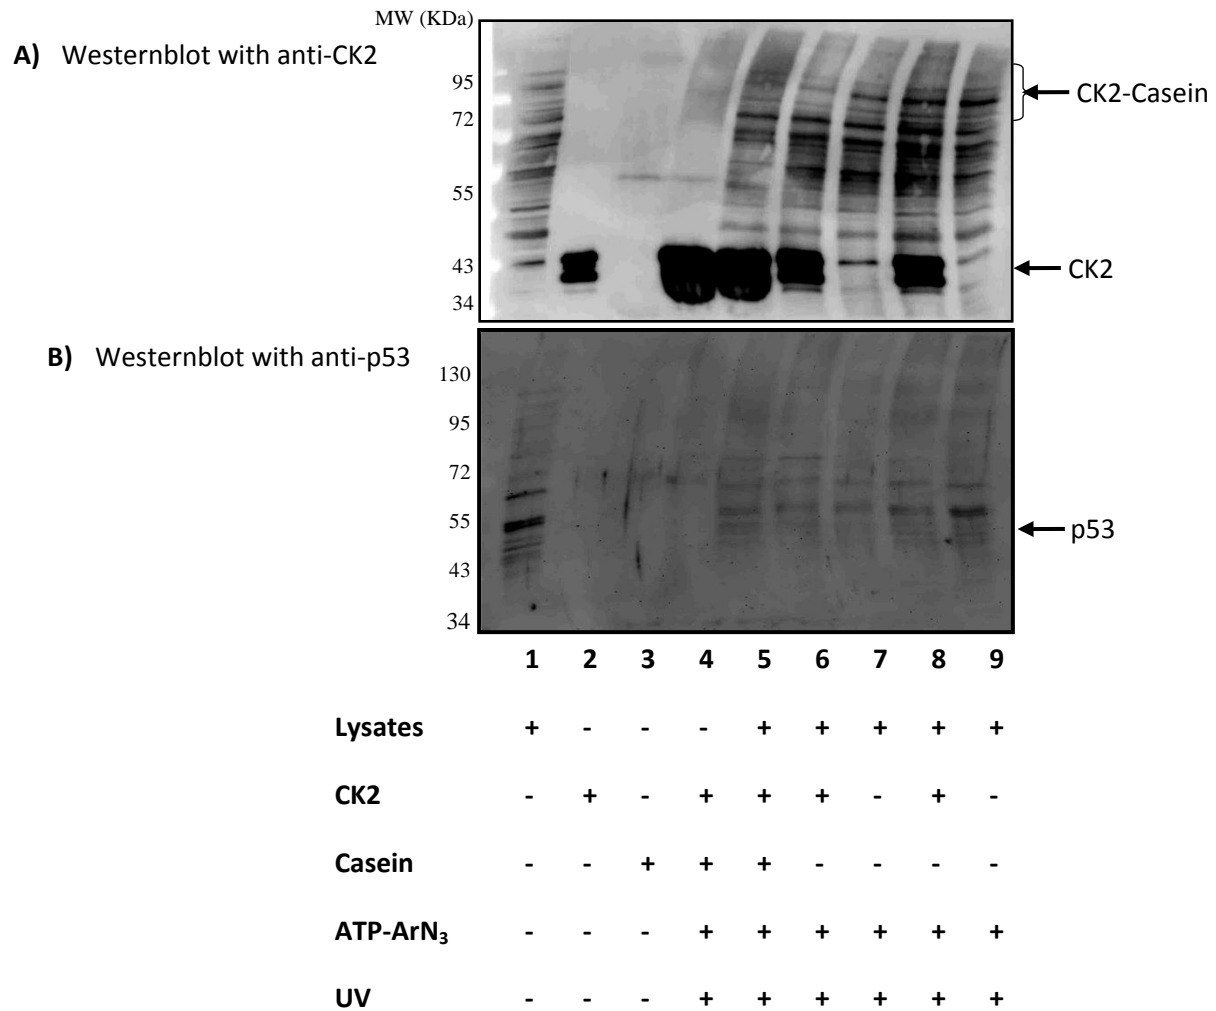 MW (KDa)
A) Westernblot with anti-CK2
95
CK2-Casein
72
55
43
CK2
34
B) Westernblot with anti-p53
130
95
72
55
p53
43
34
1 2 3 4 5 6 7 8 9
Lysates + - - - + + + + +
CK2 - + - + + + - + -
Casein - - + + + - - - -
ATP-ArN₃ - - - + + + + + +
UV - - - + + + + + +